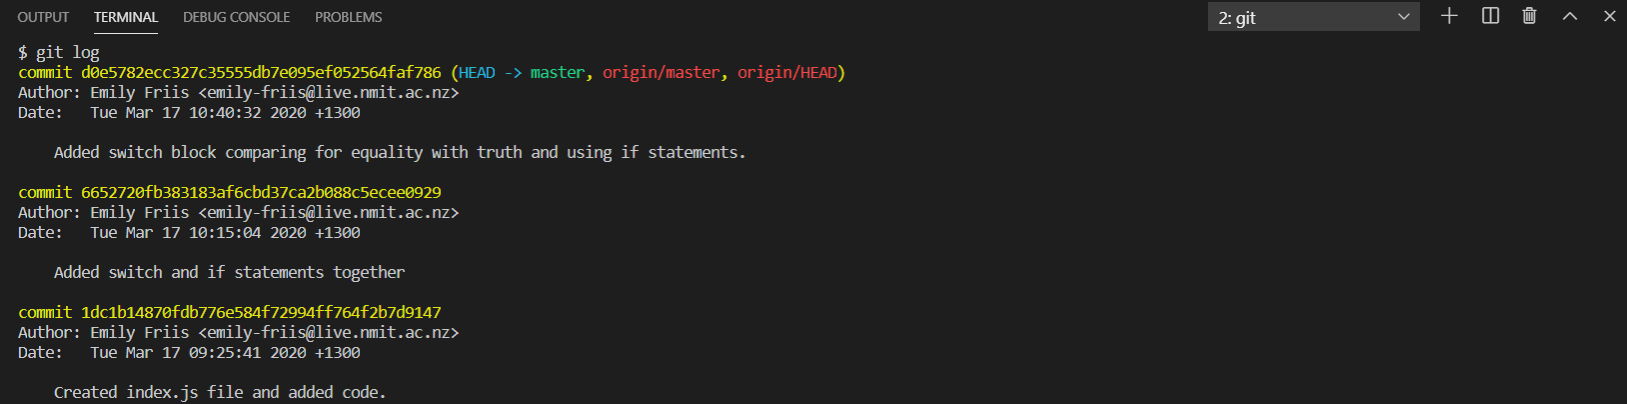 OUTPUT TERMINAL DEBUG CONSOLE PROBLEMS 2: git
$ git log
commit d0e5782ecc327c35555db7e095ef052564faf786 (HEAD -> master, origin/master, origin/HEAD)
Author: Emily Friis <emily-friis@live.nmit.ac.nz>
Date:   Tue Mar 17 10:40:32 2020 +1300
Added switch block comparing for equality with truth and using if statements.
commit 6652720fb383183af6cbd37ca2b088c5ecee0929
Author: Emily Friis <emily-friis@live.nmit.ac.nz>
Date:   Tue Mar 17 10:15:04 2020 +1300
Added switch and if statements together
commit 1dc1b14870fdb776e584f72994ff764f2b7d9147
Author: Emily Friis <emily-friis@live.nmit.ac.nz>
Date:   Tue Mar 17 09:25:41 2020 +1300
Created index.js file and added code.